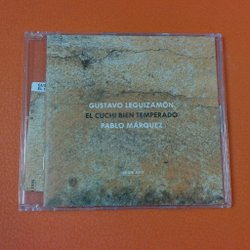 GUSTAVO LEGUIZAMÓN
EL CUCHI BIEN TEMPERADO
PABLO MÁRQUEZ